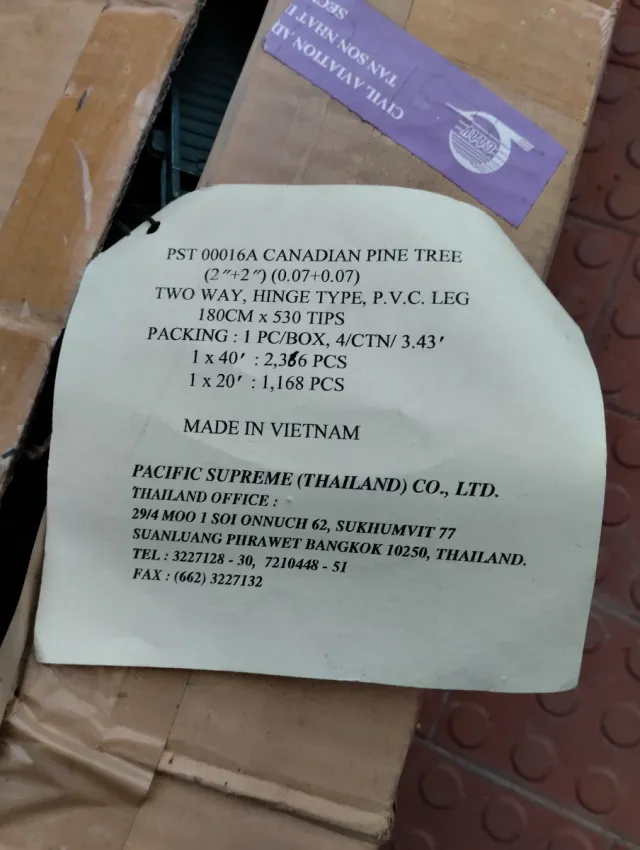 CIVIL AVIATION AD
TAN SON NHAT I
SECU
PST 00016A CANADIAN PINE TREE
(2"+2") (0.07+0.07)
TWO WAY, HINGE TYPE, P.V.C. LEG
180CM x 530 TIPS
PACKING : 1 PC/BOX, 4/CTN/ 3.43'
1 x 40' : 2,386 PCS
1 x 20' : 1,168 PCS
MADE IN VIETNAM
PACIFIC SUPREME (THAILAND) CO., LTD.
THAILAND OFFICE :
29/4 MOO 1 SOI ONNUCH 62, SUKHUMVIT 77
SUANLUANG PHRAWET BANGKOK 10250, THAILAND.
TEL : 3227128 - 30, 7210448 - 51
FAX : (662) 3227132